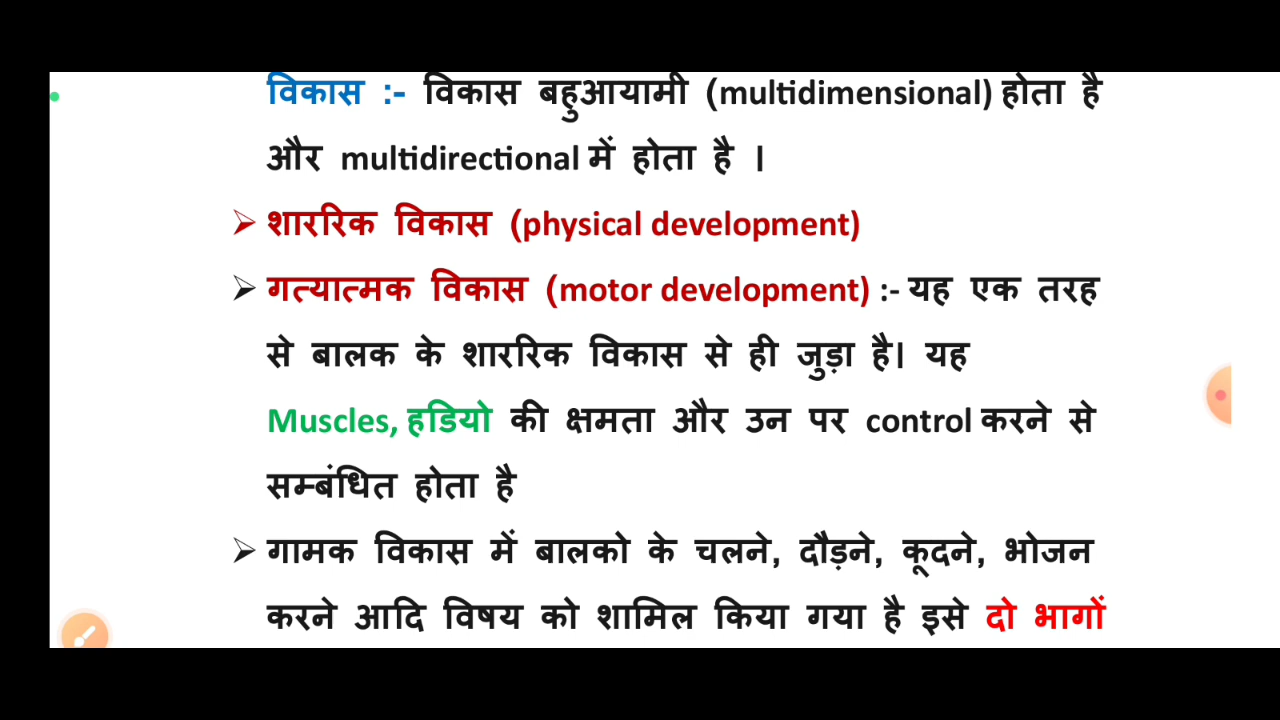 विकास :- विकास बहुआयामी (multidimensional) होता है
और multidirectional में होता है ।
➢ शाररिक विकास (physical development)
➢ गत्यात्मक विकास (motor development) :- यह एक तरह
से बालक के शाररिक विकास से ही जुड़ा है। यह
Muscles, हडियो की क्षमता और उन पर control करने से
सम्बंधित होता है
➢ गामक विकास में बालको के चलने, दौड़ने, कूदने, भोजन
करने आदि विषय को शामिल किया गया है इसे दो भागों